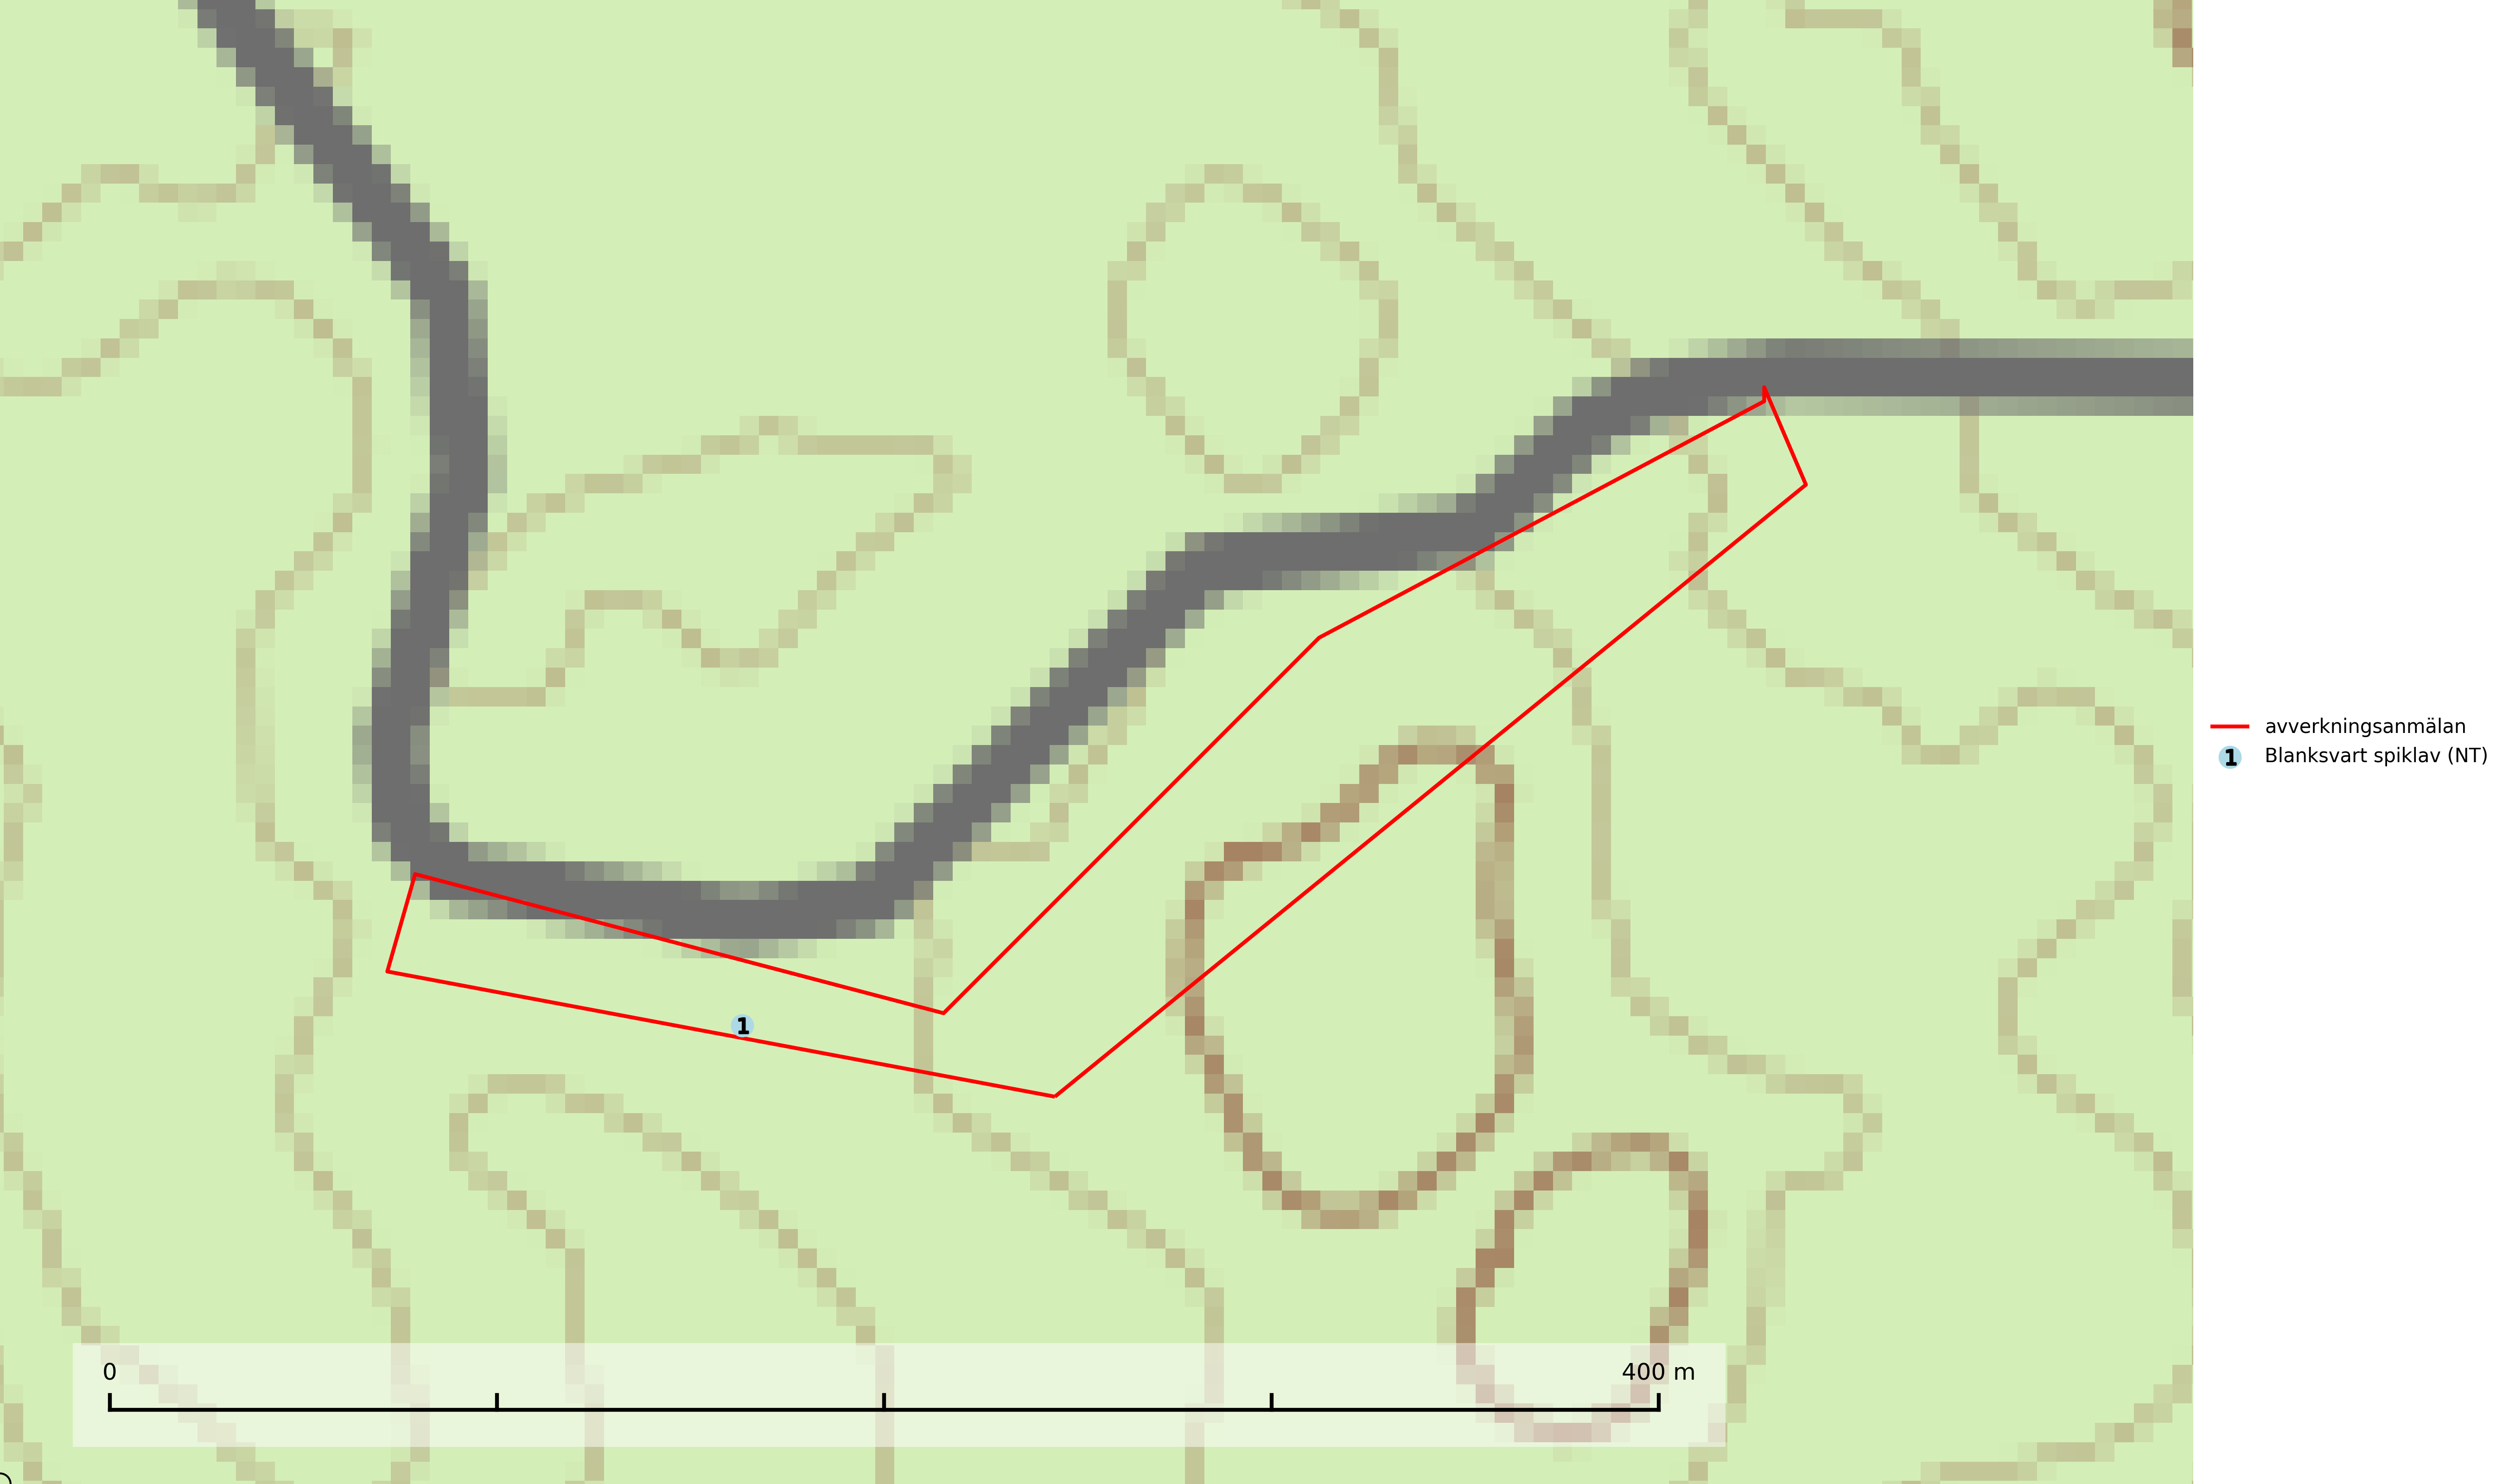 avverkningsanmälan
1 Blanksvart spiklav (NT)
1
0 400 m